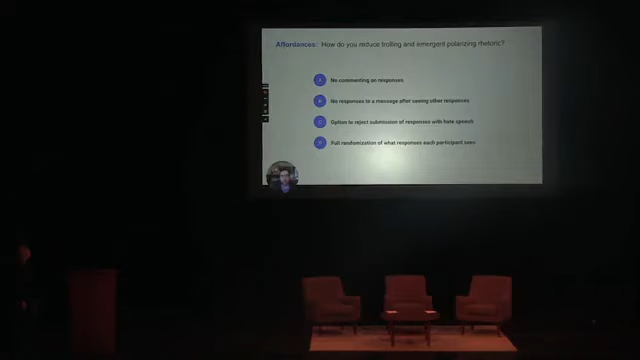 Affordances: How do you reduce trolling and emergent polarizing rhetoric?
A No commenting on responses
B No responses to a message after seeing other responses
C Option to reject submission of responses with hate speech
D Full randomization of what responses each participant sees